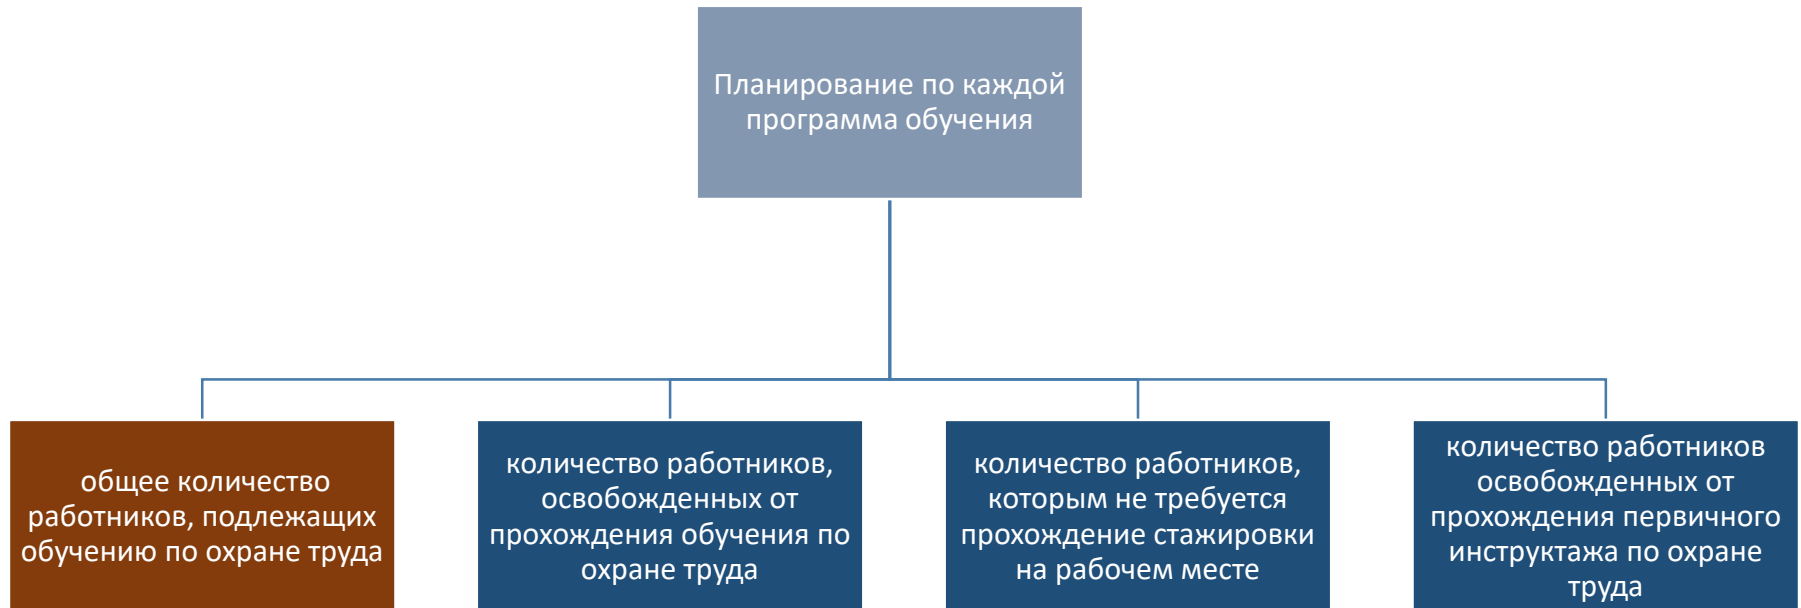 Планирование по каждой
программа обучения
общее количество
работников, подлежащих
обучению по охране труда
количество работников,
освобожденных от
прохождения обучения по
охране труда
количество работников,
которым не требуется
прохождение стажировки
на рабочем месте
количество работников
освобожденных от
прохождения первичного
инструктажа по охране
труда